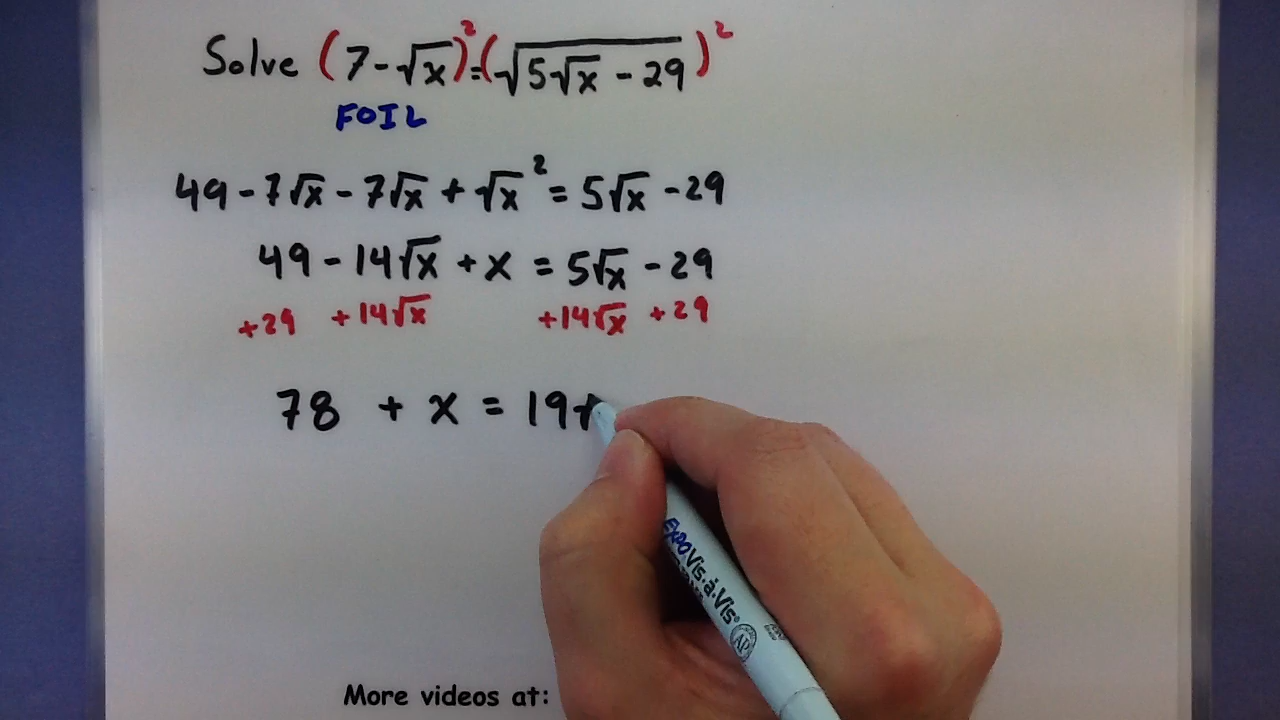 Solve (7-√x)²=(√(5√x - 29))²
FOIL
49 - 7√x - 7√x + √x² = 5√x - 29
49 - 14√x + x = 5√x - 29
+29 +14√x +14√x +29
78 + x = 19√
EXPO Vis-à-Vis®
AP
More videos at: